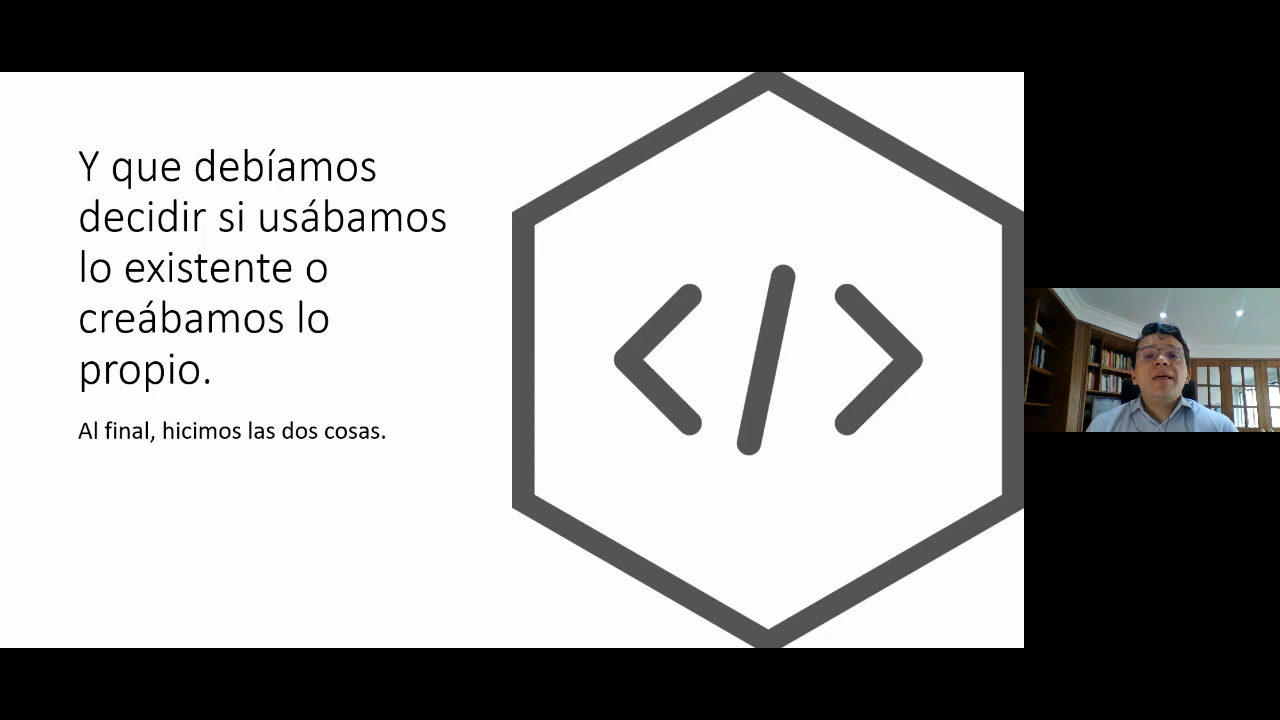 Y que debíamos
decidir si usábamos
lo existente o
creábamos lo
propio.
Al final, hicimos las dos cosas.